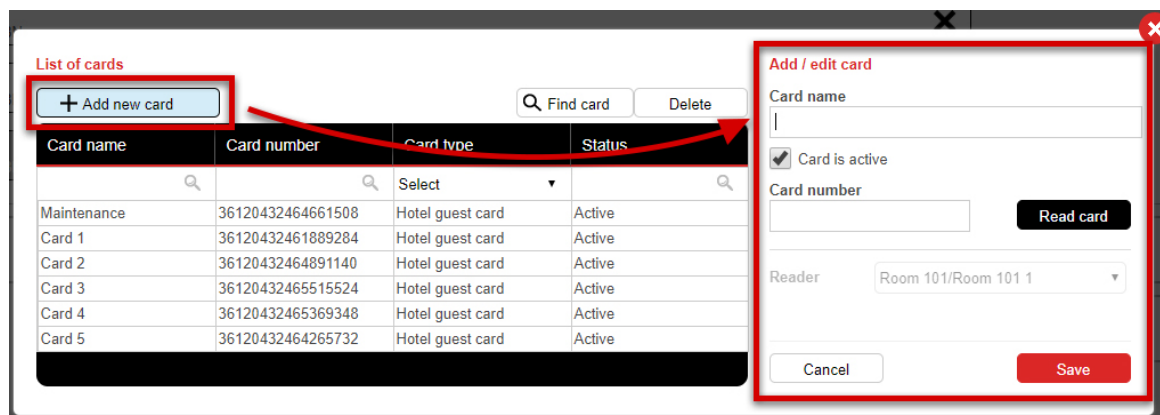 List of cards
Add new card
Find card
Delete
Card name Card number Card type Status
Select
Maintenance 36120432464661508 Hotel guest card Active
Card 1 36120432461889284 Hotel guest card Active
Card 2 36120432464891140 Hotel guest card Active
Card 3 36120432465515524 Hotel guest card Active
Card 4 36120432465369348 Hotel guest card Active
Card 5 36120432464265732 Hotel guest card Active
Add / edit card
Card name
Card is active
Card number
Read card
Reader Room 101/Room 101 1
Cancel Save